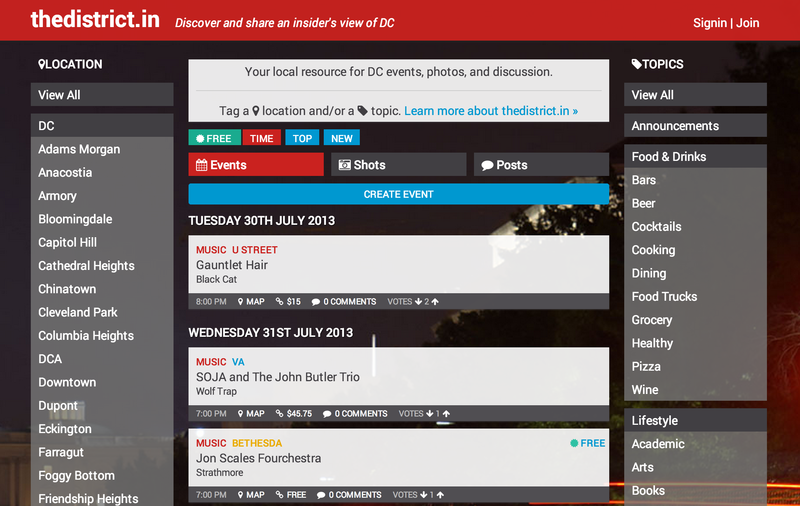 thedistrict.in Discover and share an insider's view of DC Signin | Join
LOCATION
View All
DC
Adams Morgan
Anacostia
Armory
Bloomingdale
Capitol Hill
Cathedral Heights
Chinatown
Cleveland Park
Columbia Heights
DCA
Downtown
Dupont
Eckington
Farragut
Foggy Bottom
Friendship Heights
Your local resource for DC events, photos, and discussion.
Tag a location and/or a topic. Learn more about thedistrict.in »
FREE TIME TOP NEW
Events Shots Posts
CREATE EVENT
TUESDAY 30TH JULY 2013
MUSIC U STREET
Gauntlet Hair
Black Cat
8:00 PM MAP $15 0 COMMENTS VOTES 2
WEDNESDAY 31ST JULY 2013
MUSIC VA
SOJA and The John Butler Trio
Wolf Trap
7:00 PM MAP $45.75 0 COMMENTS VOTES 1
MUSIC BETHESDA FREE
Jon Scales Fourchestra
Strathmore
7:00 PM MAP FREE 0 COMMENTS VOTES 1
TOPICS
View All
Announcements
Food & Drinks
Bars
Beer
Cocktails
Cooking
Dining
Food Trucks
Grocery
Healthy
Pizza
Wine
Lifestyle
Academic
Arts
Books